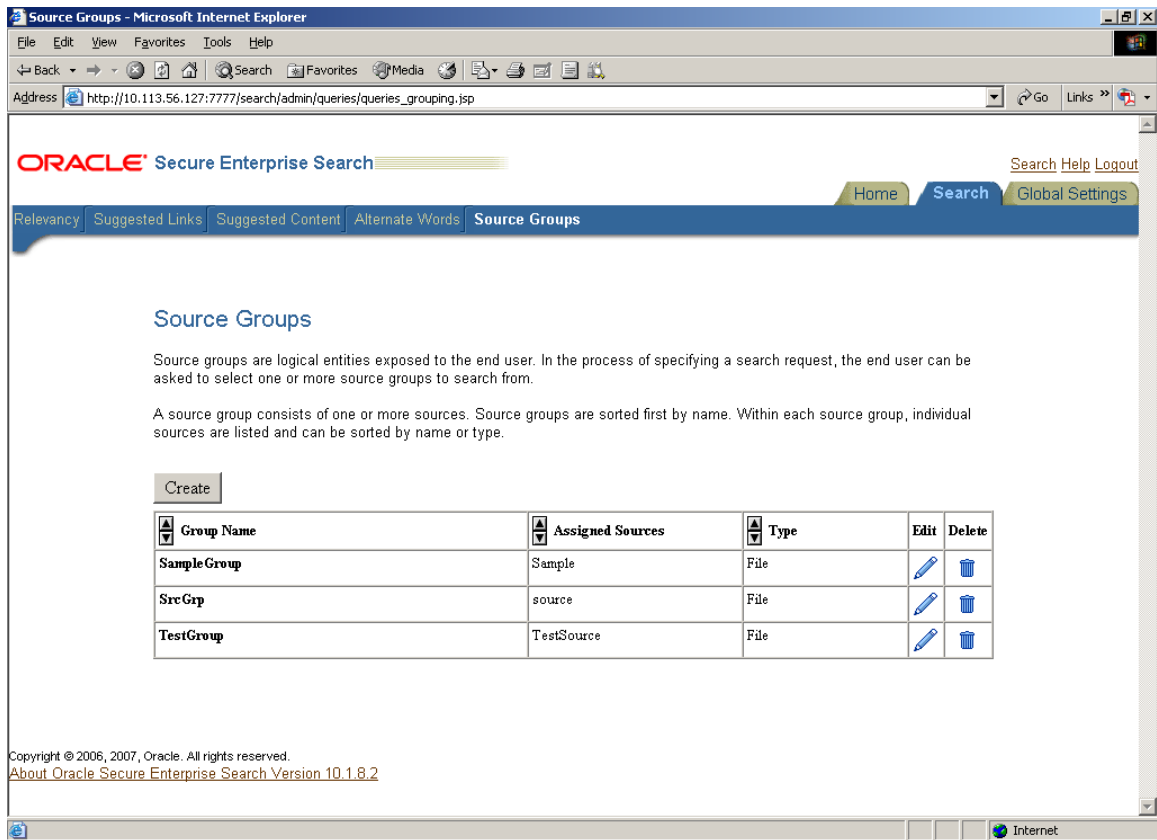 Source Groups - Microsoft Internet Explorer
File Edit View Favorites Tools Help
Back Search Favorites Media
Address http://10.113.56.127:7777/search/admin/queries/queries_grouping.jsp Go Links »
ORACLE Secure Enterprise Search
Search Help Logout
Home Search Global Settings
Relevancy Suggested Links Suggested Content Alternate Words Source Groups
Source Groups
Source groups are logical entities exposed to the end user. In the process of specifying a search request, the end user can be
asked to select one or more source groups to search from.
A source group consists of one or more sources. Source groups are sorted first by name. Within each source group, individual
sources are listed and can be sorted by name or type.
Create
Group Name Assigned Sources Type Edit Delete
SampleGroup Sample File
SrcGrp source File
TestGroup TestSource File
Copyright © 2006, 2007, Oracle. All rights reserved.
About Oracle Secure Enterprise Search Version 10.1.8.2
Internet